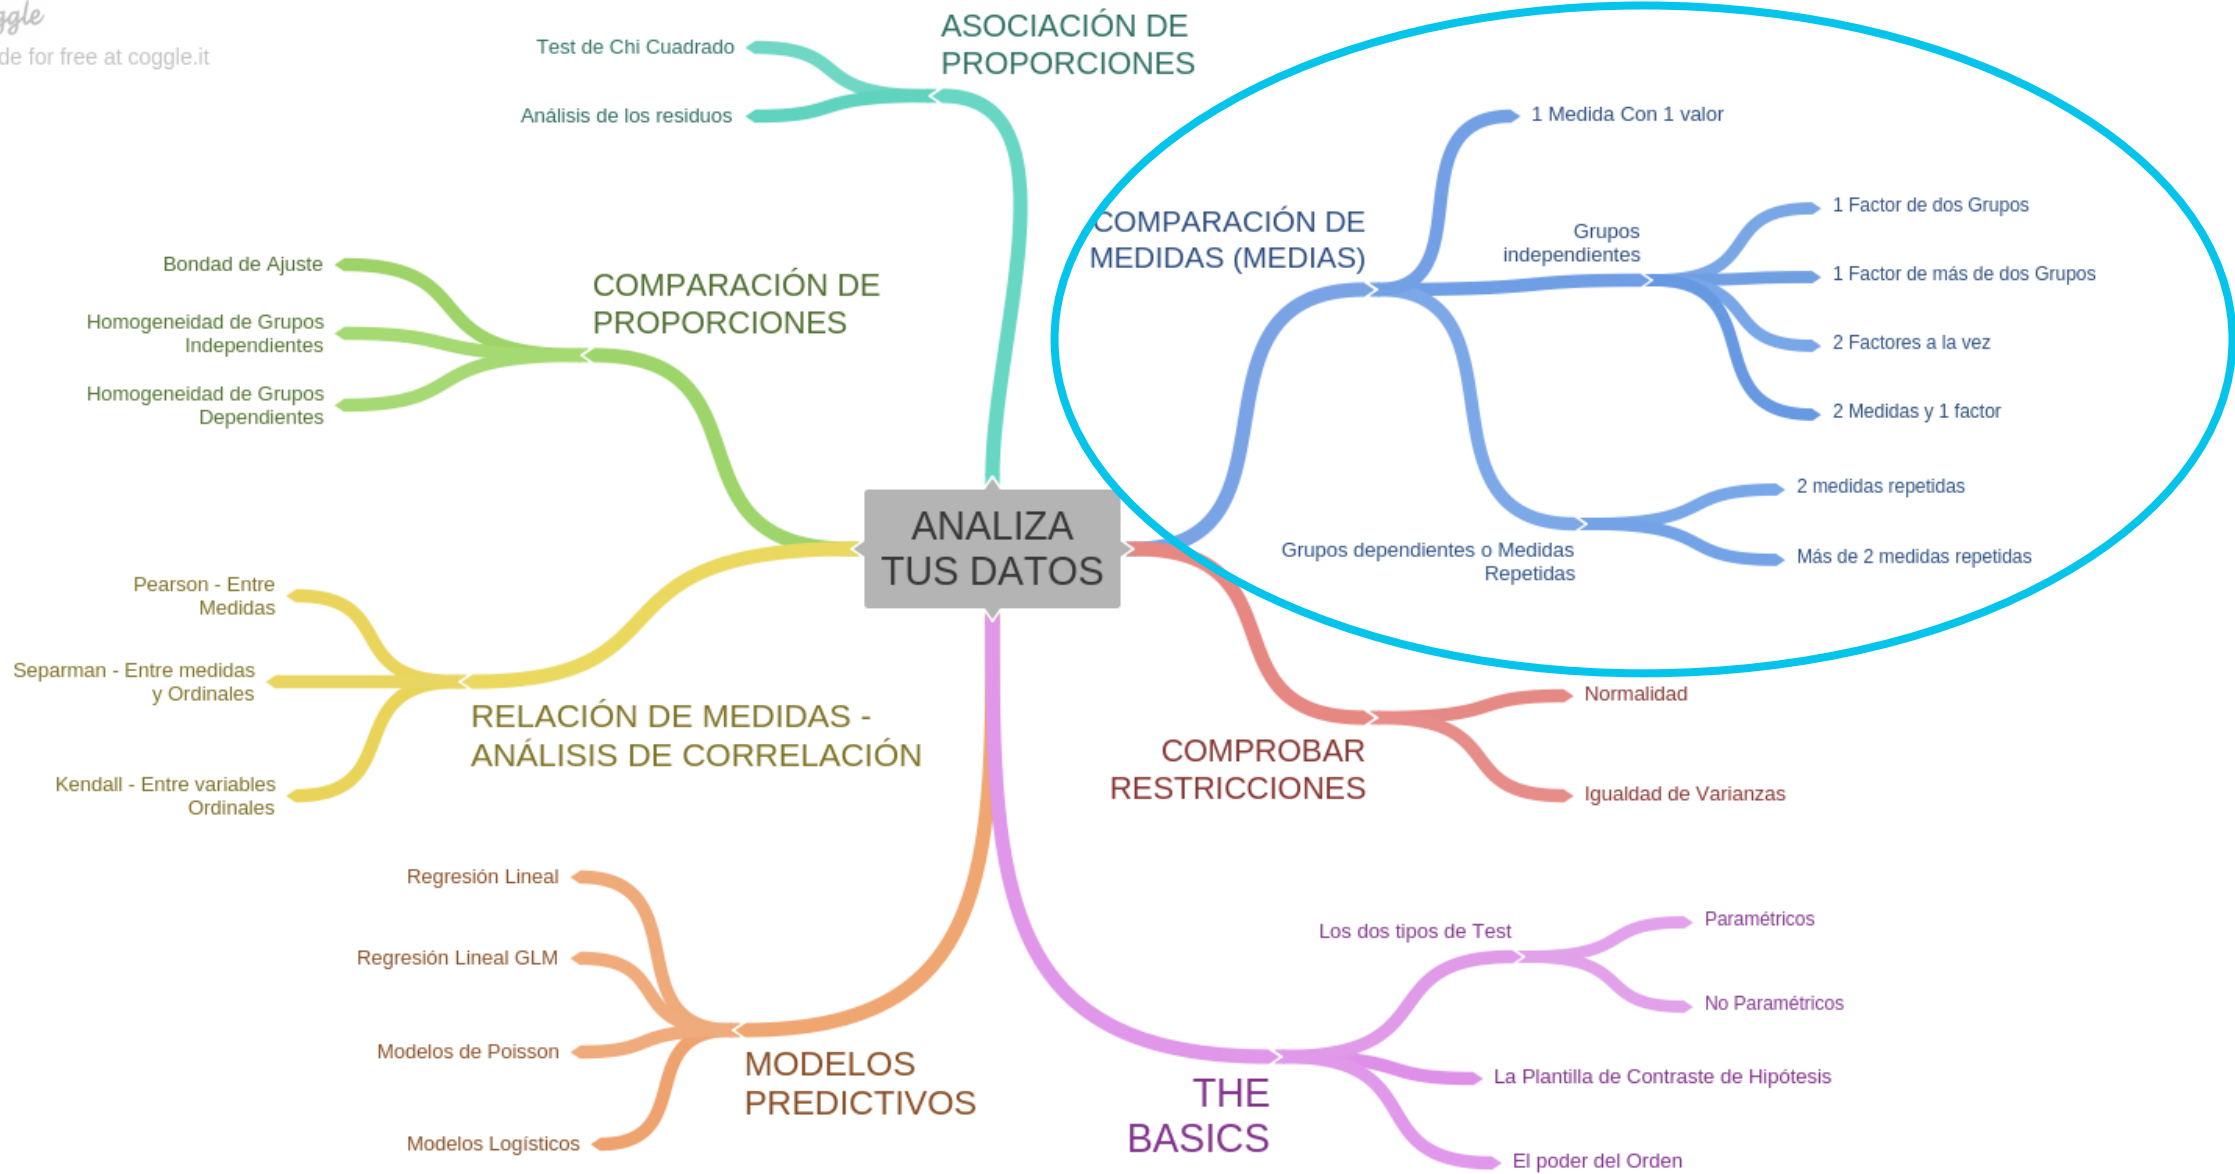 ggle
de for free at coggle.it
ASOCIACIÓN DE
PROPORCIONES
Test de Chi Cuadrado
Análisis de los residuos
COMPARACIÓN DE
MEDIDAS (MEDIAS)
1 Medida Con 1 valor
Grupos
independientes
1 Factor de dos Grupos
1 Factor de más de dos Grupos
2 Factores a la vez
2 Medidas y 1 factor
Grupos dependientes o Medidas
Repetidas
2 medidas repetidas
Más de 2 medidas repetidas
COMPARACIÓN DE
PROPORCIONES
Bondad de Ajuste
Homogeneidad de Grupos
Independientes
Homogeneidad de Grupos
Dependientes
ANALIZA
TUS DATOS
RELACIÓN DE MEDIDAS -
ANÁLISIS DE CORRELACIÓN
Pearson - Entre
Medidas
Separman - Entre medidas
y Ordinales
Kendall - Entre variables
Ordinales
COMPROBAR
RESTRICCIONES
Normalidad
Igualdad de Varianzas
MODELOS
PREDICTIVOS
Regresión Lineal
Regresión Lineal GLM
Modelos de Poisson
Modelos Logísticos
THE
BASICS
Los dos tipos de Test
Paramétricos
No Paramétricos
La Plantilla de Contraste de Hipótesis
El poder del Orden